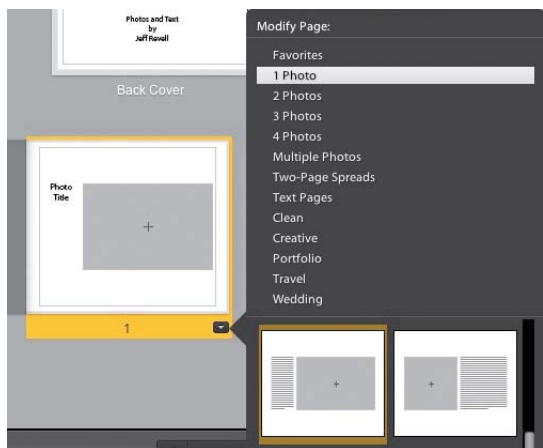 Photos and Text
by
Jeff Revell
Back Cover
Photo
Title
1
Modify Page:
Favorites
1 Photo
2 Photos
3 Photos
4 Photos
Multiple Photos
Two-Page Spreads
Text Pages
Clean
Creative
Portfolio
Travel
Wedding